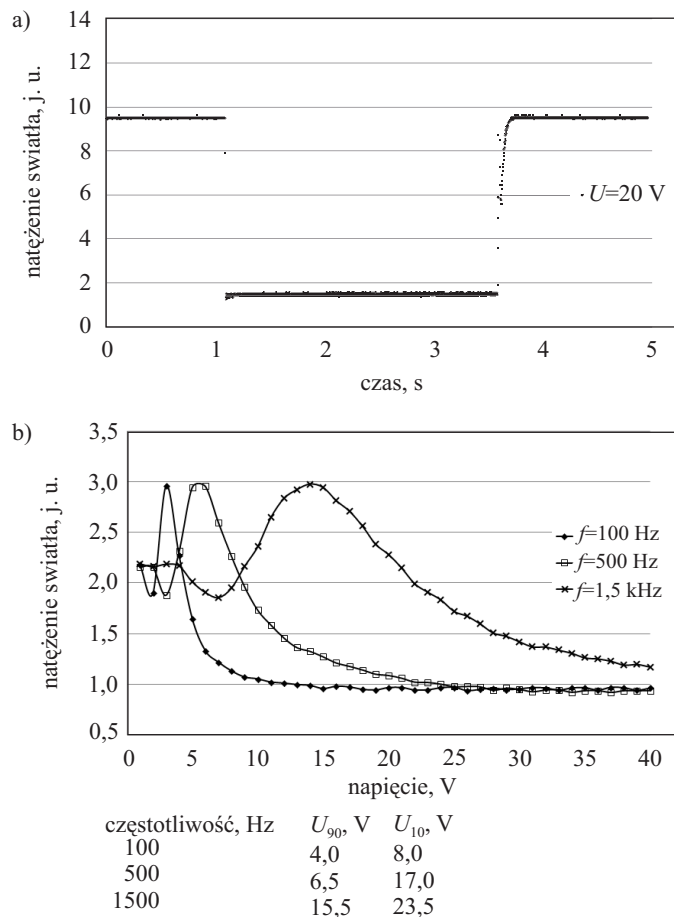 a)
14
12
10
8
6
4
2
0
natężenie swiatła, j. u.
U=20 V
0 1 2 3 4 5
czas, s
b)
3,5
3,0
2,5
2,0
1,5
1,0
0,5
natężenie swiatła, j. u.
f=100 Hz
f=500 Hz
f=1,5 kHz
0 5 10 15 20 25 30 35 40
napięcie, V
częstotliwość, Hz U90, V U10, V
100 4,0 8,0
500 6,5 17,0
1500 15,5 23,5